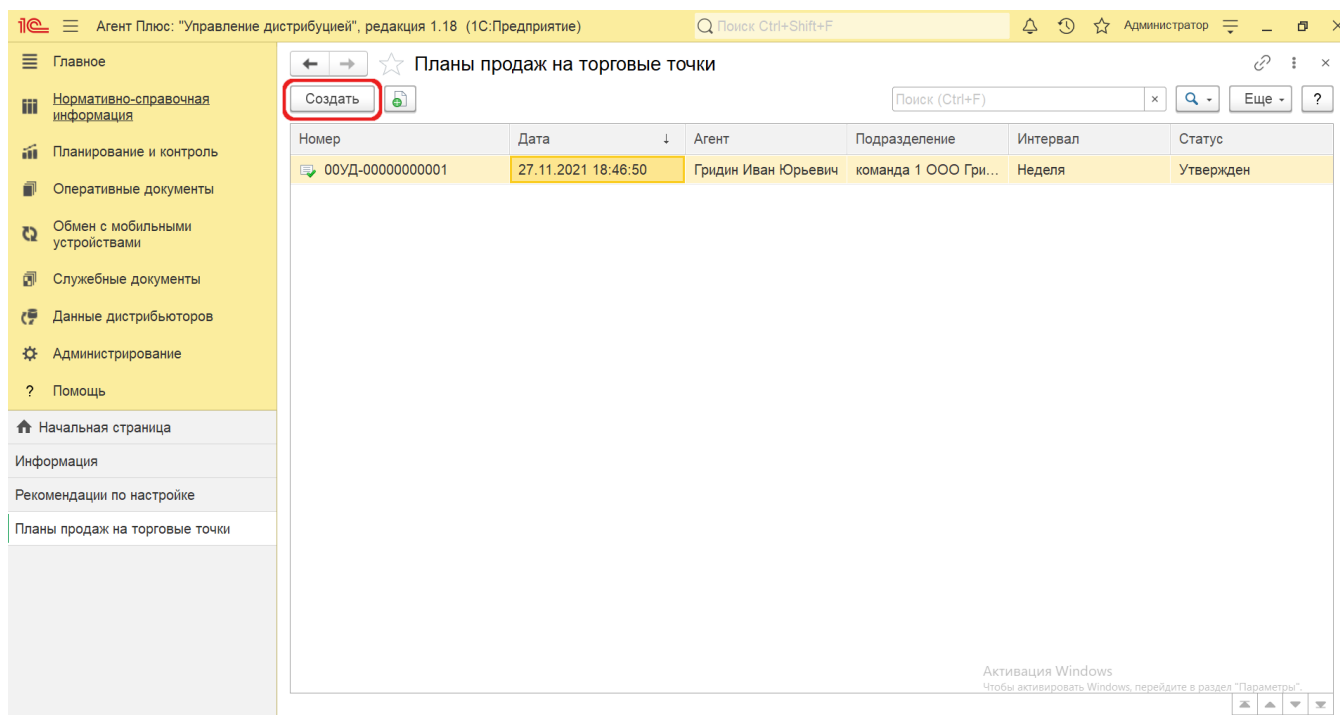 Агент Плюс: "Управление дистрибуцией", редакция 1.18 (1С:Предприятие)
Поиск Ctrl+Shift+F
Администратор
Главное
Нормативно-справочная
информация
Планирование и контроль
Оперативные документы
Обмен с мобильными
устройствами
Служебные документы
Данные дистрибьюторов
Администрирование
? Помощь
Начальная страница
Информация
Рекомендации по настройке
Планы продаж на торговые точки
Планы продаж на торговые точки
Создать
Поиск (Ctrl+F)
×
Еще
?
Номер Дата ↓ Агент Подразделение Интервал Статус
00УД-00000000001 27.11.2021 18:46:50 Гридин Иван Юрьевич команда 1 ООО Гри... Неделя Утвержден
Активация Windows
Чтобы активировать Windows, перейдите в раздел "Параметры".